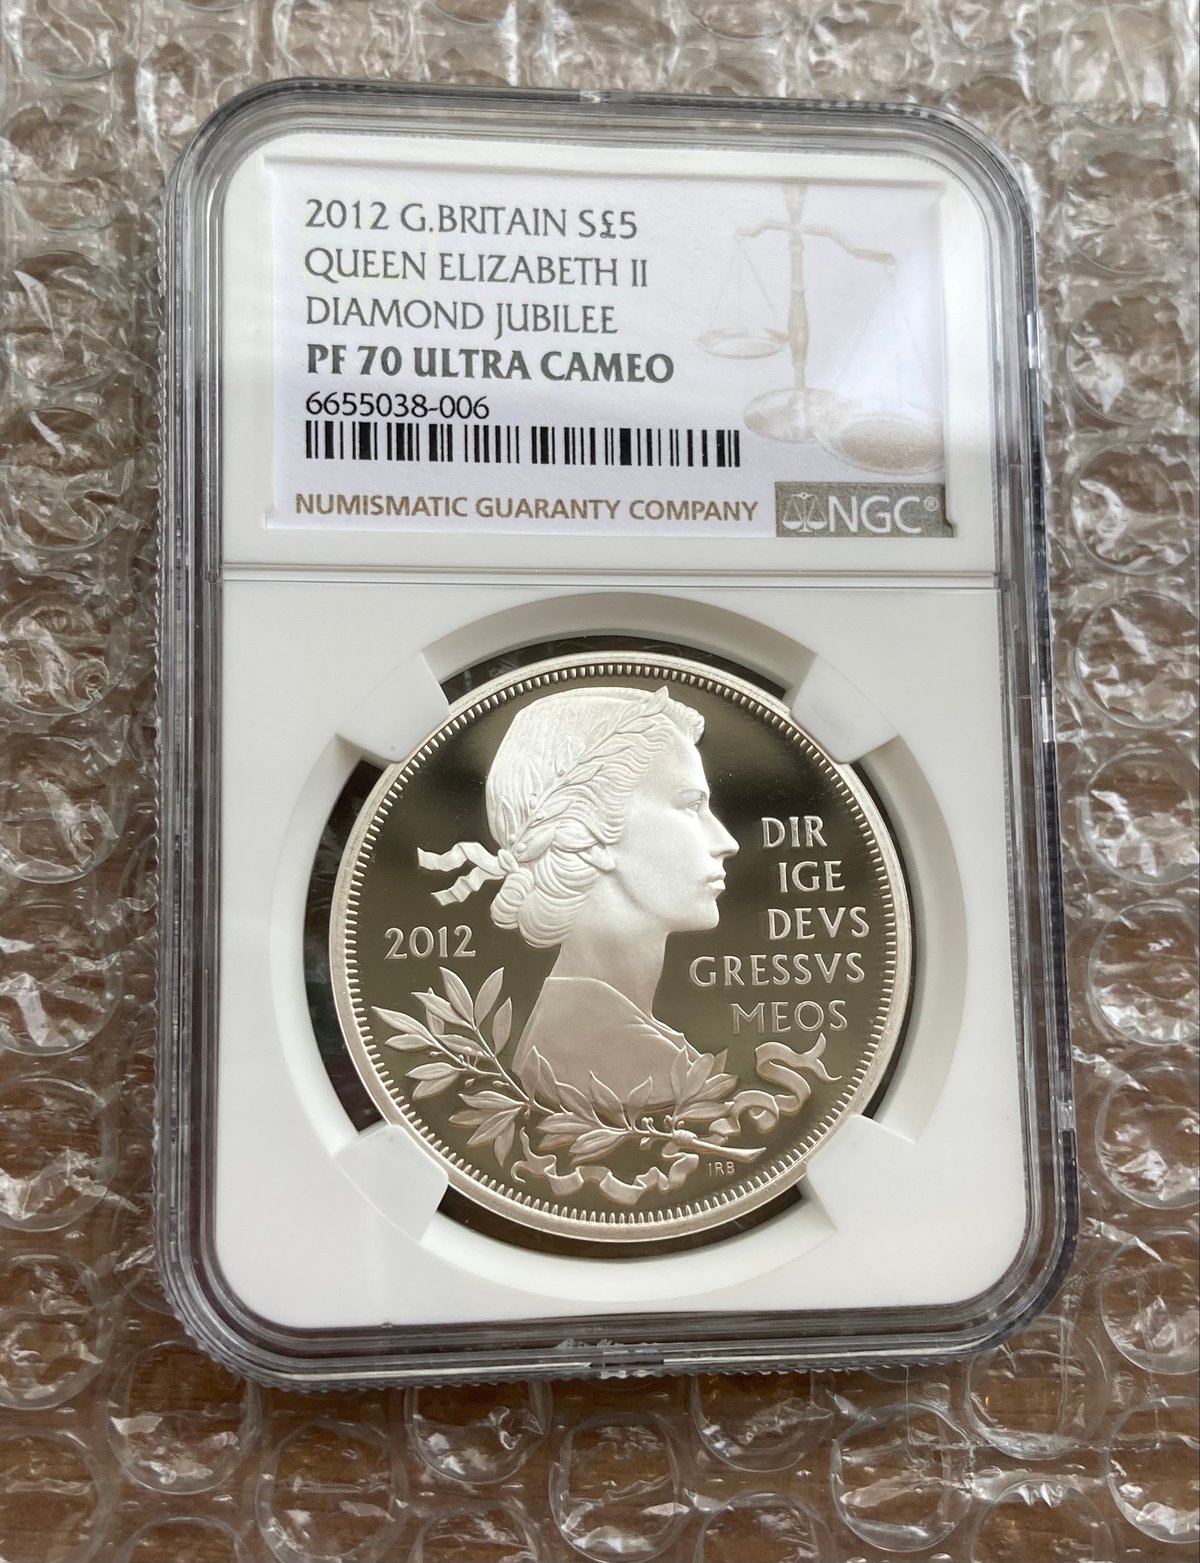 2012 G.BRITAIN S£5
QUEEN ELIZABETH II
DIAMOND JUBILEE
PF 70 ULTRA CAMEO
6655038-006
NUMISMATIC GUARANTY COMPANY
NGC®
DIR
IGE
DEVS
2012
GRESSVS
MEOS
IRB